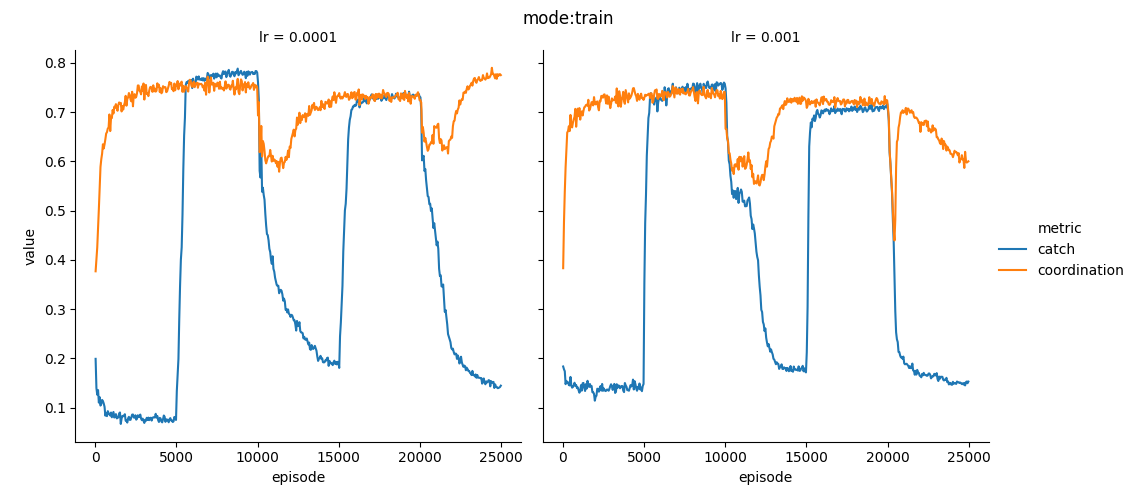 mode:train
lr = 0.0001
lr = 0.001
value
0.8
0.7
0.6
0.5
0.4
0.3
0.2
0.1
0 5000 10000 15000 20000 25000
episode
0 5000 10000 15000 20000 25000
episode
metric
catch
coordination